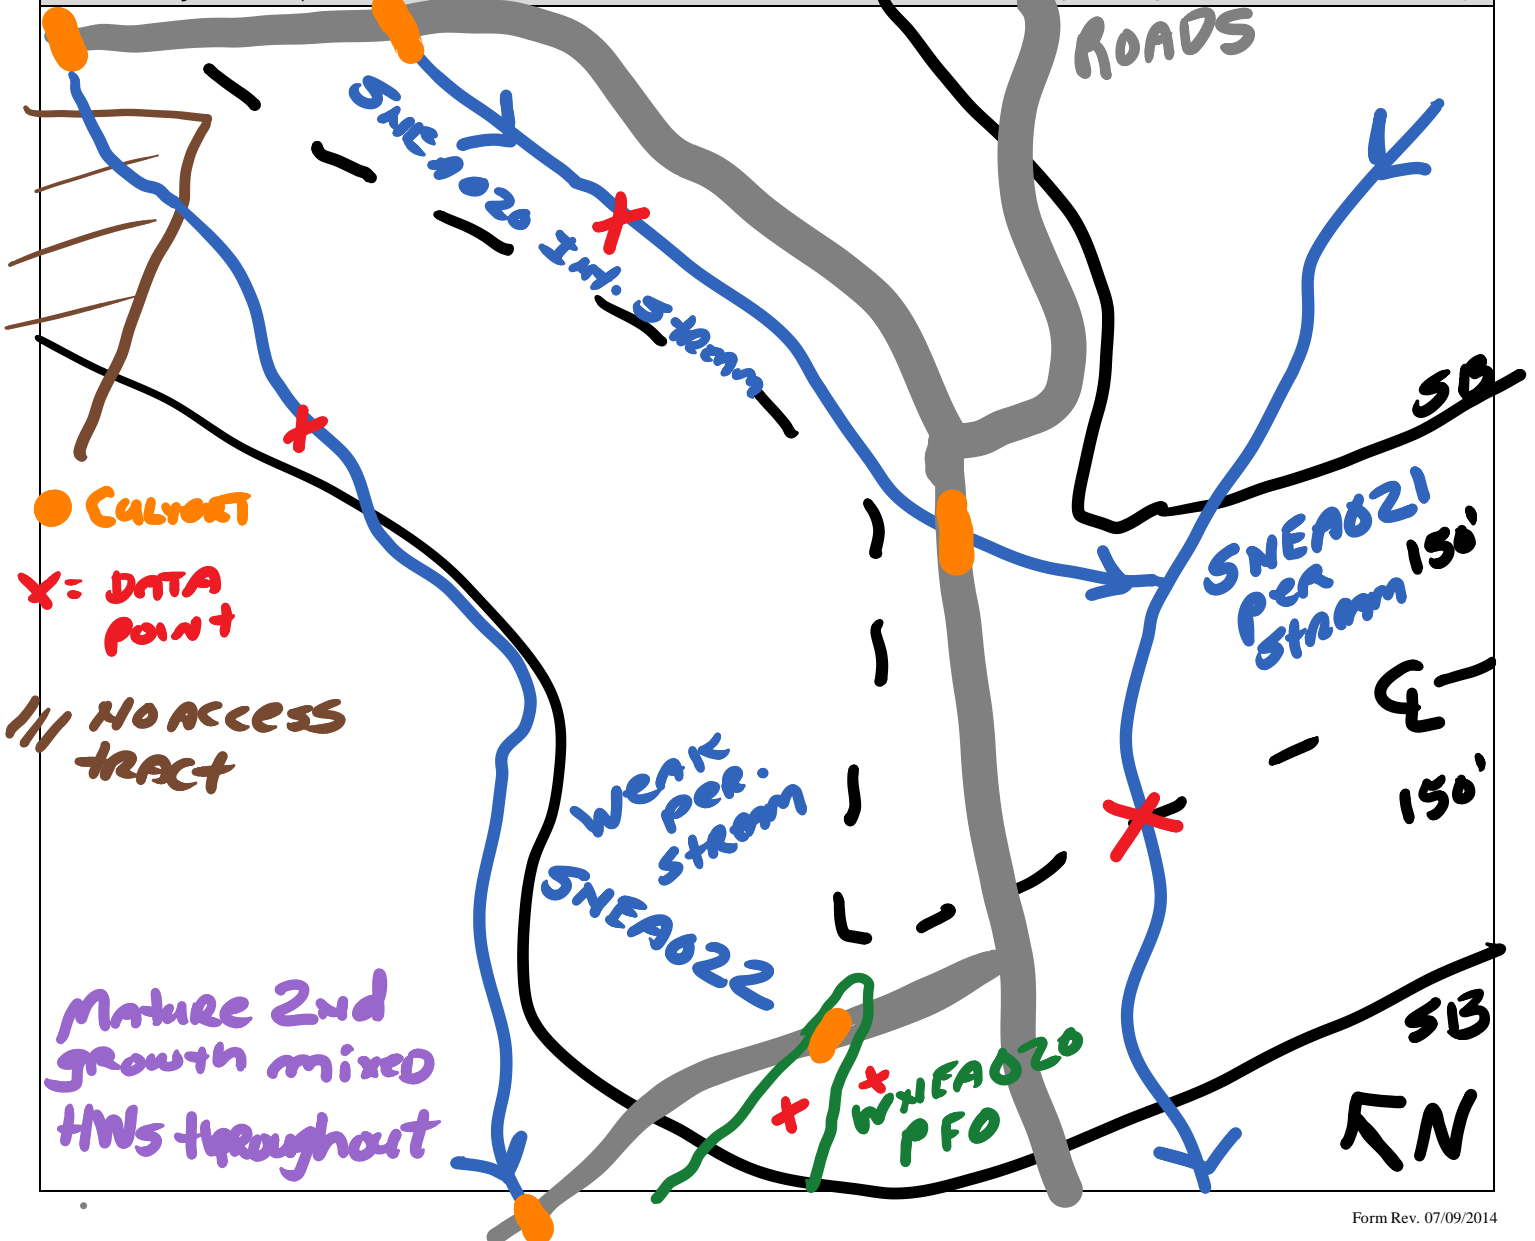 ROADS
SNEA020 Int. Stream
SB
SNEA021
per
stream
150'
CULVERT
X = DATA
POINT
/// NO ACCESS
tRACT
℄
150'
WEAK
per.
stream
SNEA022
SB
Mature 2nd
growth mixed
HWs throughout
WNEA020
PFO
N
Form Rev. 07/09/2014